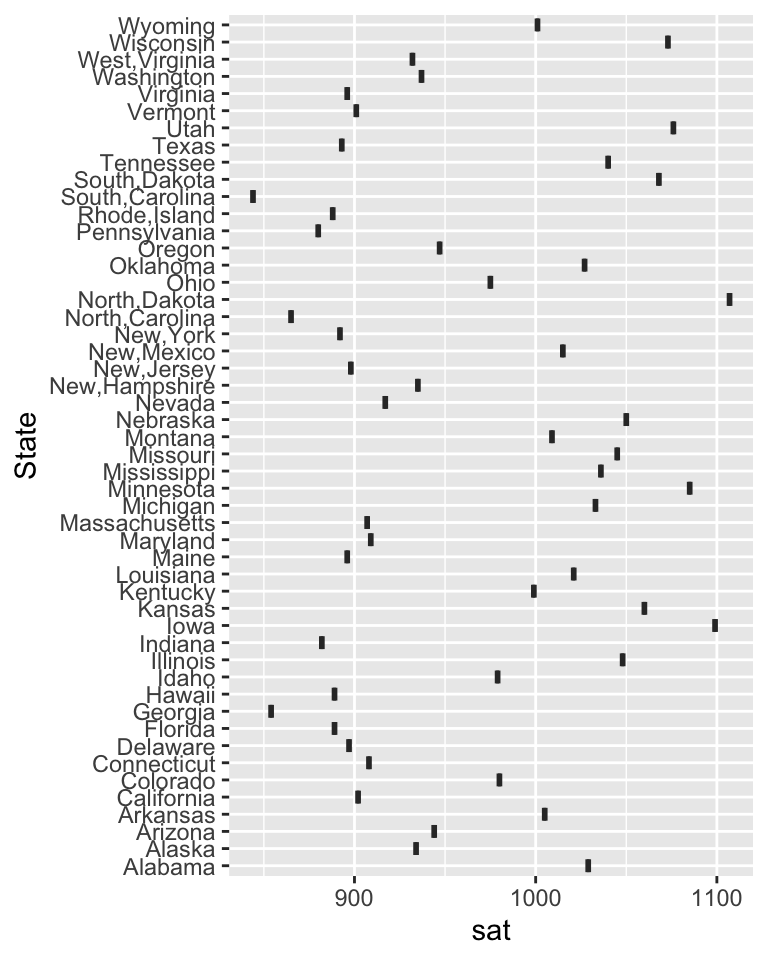 Wyoming
Wisconsin
West,Virginia
Washington
Virginia
Vermont
Utah
Texas
Tennessee
South,Dakota
South,Carolina
Rhode,Island
Pennsylvania
Oregon
Oklahoma
Ohio
North,Dakota
North,Carolina
New,York
New,Mexico
New,Jersey
New,Hampshire
Nevada
Nebraska
Montana
Missouri
Mississippi
Minnesota
Michigan
Massachusetts
Maryland
Maine
Louisiana
Kentucky
Kansas
Iowa
Indiana
Illinois
Idaho
Hawaii
Georgia
Florida
Delaware
Connecticut
Colorado
California
Arkansas
Arizona
Alaska
Alabama
State
900 1000 1100
sat